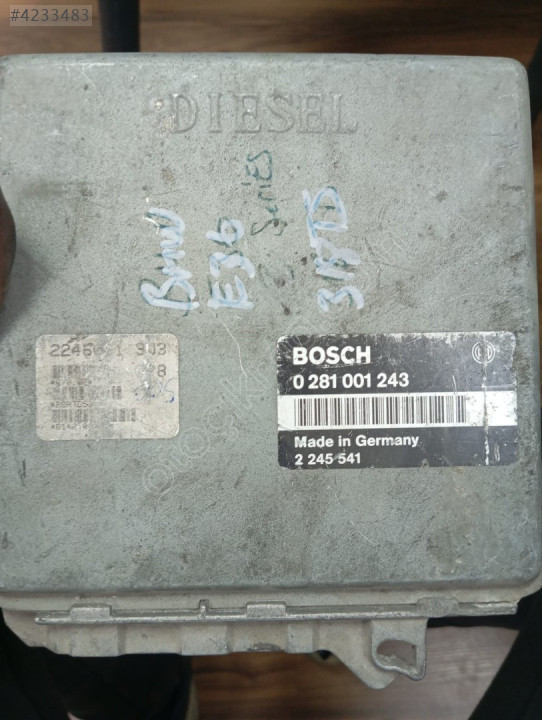 #4233483
DIESEL
Series
BMW
E36
318TD
BOSCH
0 281 001 243
Made in Germany
2 245 541